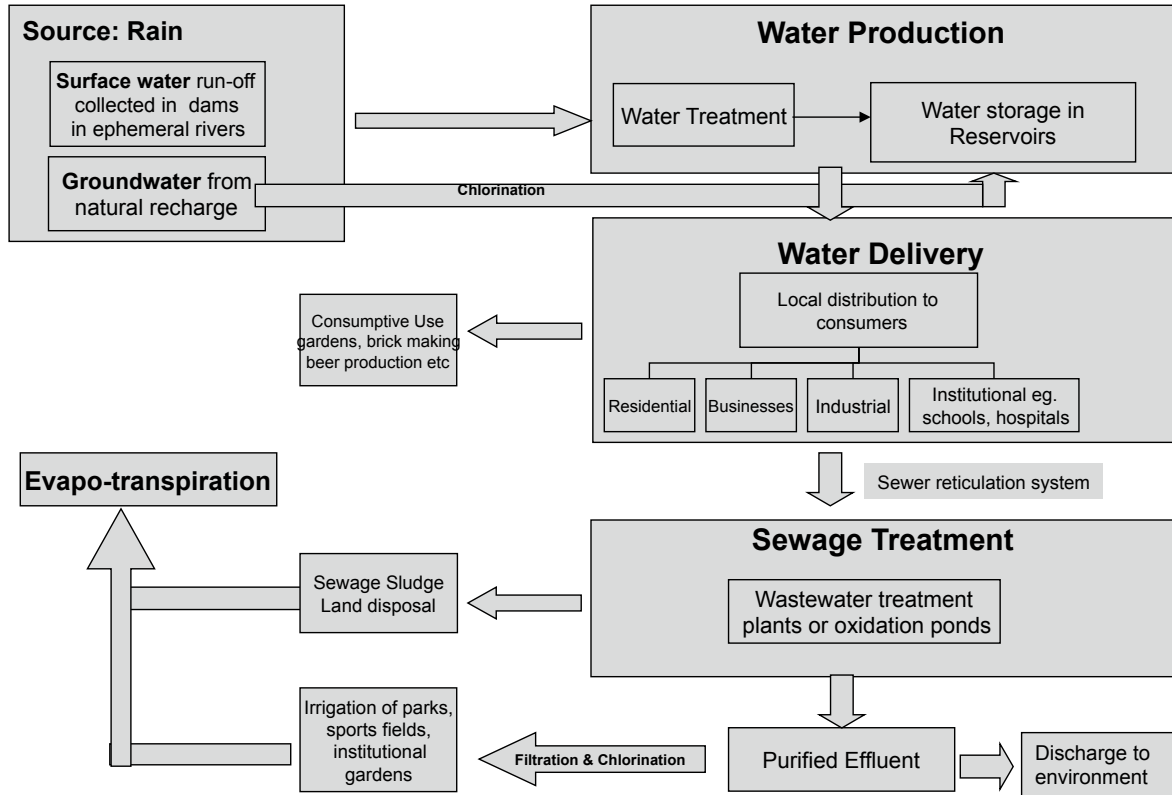 Source: Rain
Surface water run-off
collected in dams
in ephemeral rivers
Groundwater from
natural recharge
Chlorination
Water Production
Water Treatment
Water storage in
Reservoirs
Water Delivery
Local distribution to
consumers
Residential
Businesses
Industrial
Institutional eg.
schools, hospitals
Consumptive Use
gardens, brick making
beer production etc
Sewer reticulation system
Evapo-transpiration
Sewage Treatment
Wastewater treatment
plants or oxidation ponds
Sewage Sludge
Land disposal
Irrigation of parks,
sports fields,
institutional
gardens
Filtration & Chlorination
Purified Effluent
Discharge to
environment